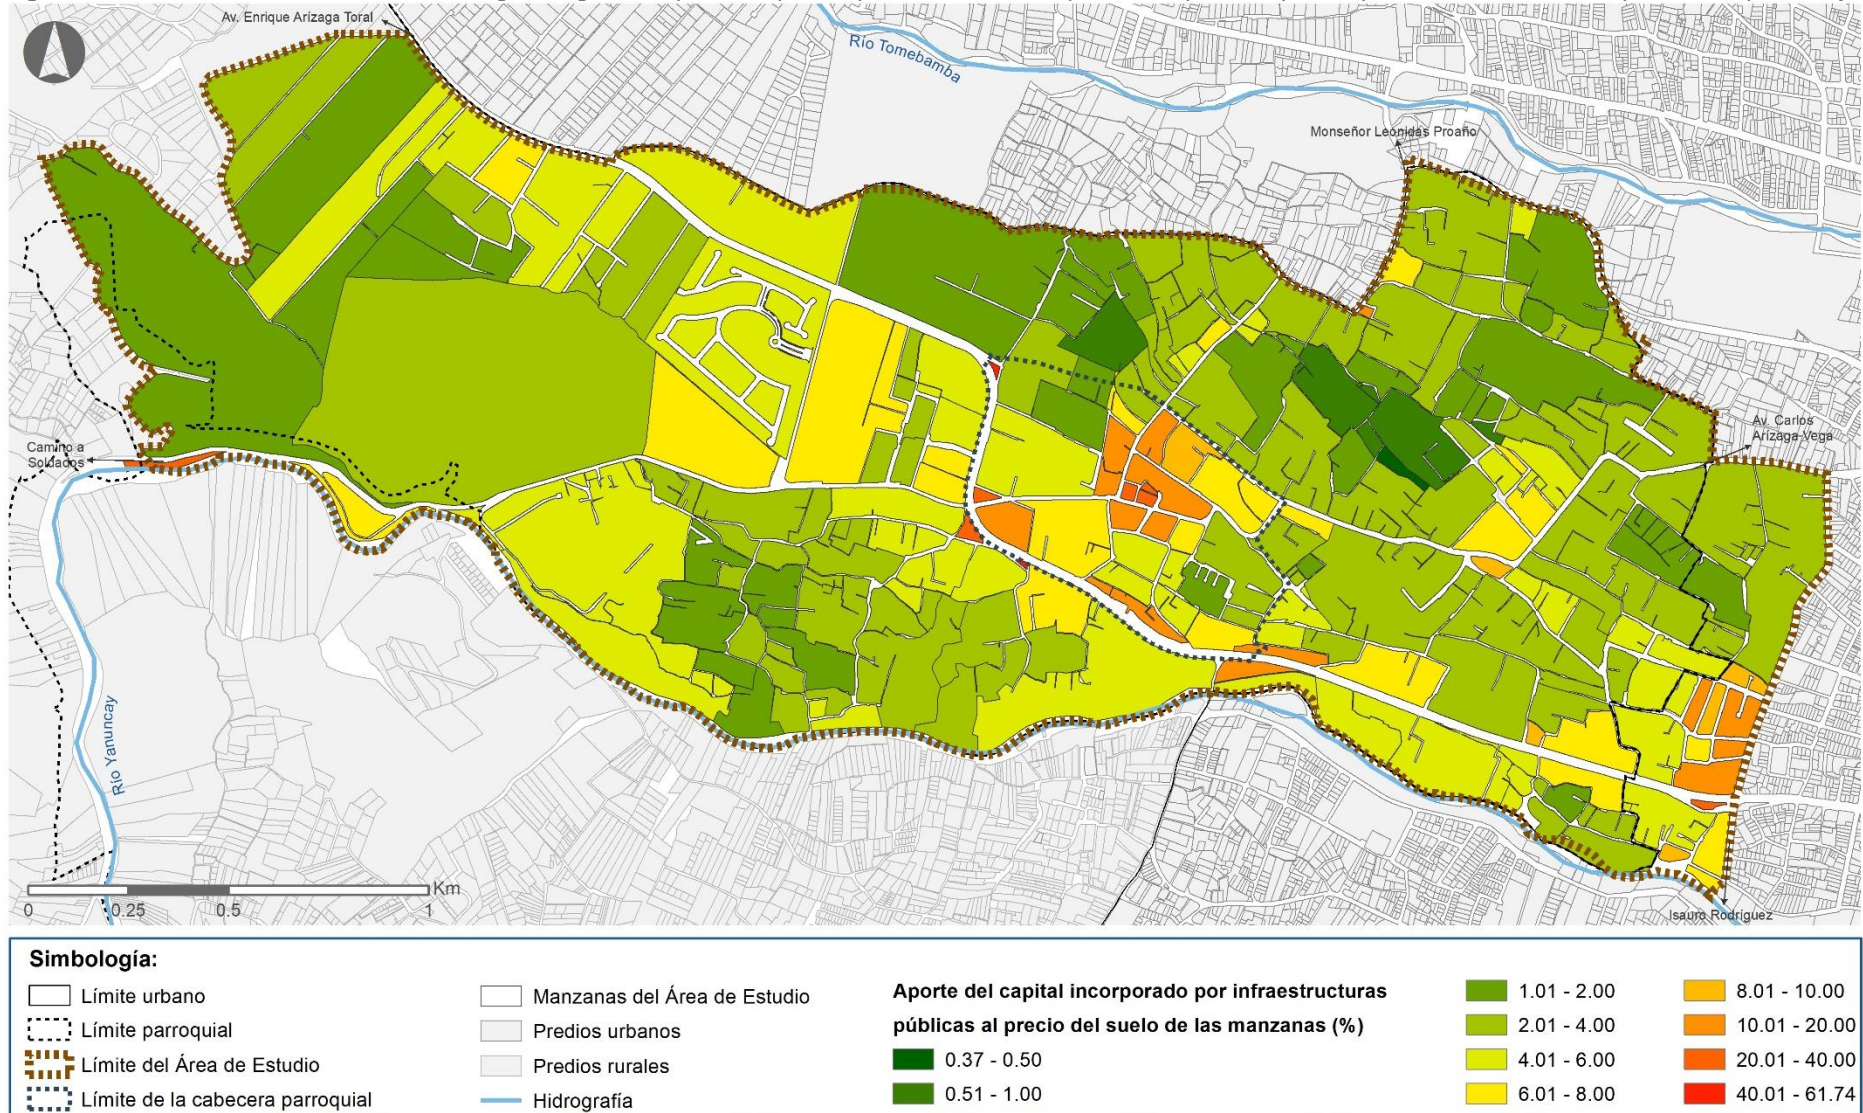 Av. Enrique Arízaga Toral
Río Tomebamba
Monseñor Leonidas Proaño
Av. Carlos
Arízaga Vega
Camino a
Soldados
Río Yanuncay
Isauro Rodríguez
Km
0 0.25 0.5 1
Simbología:
Límite urbano
Límite parroquial
Límite del Área de Estudio
Límite de la cabecera parroquial
Manzanas del Área de Estudio
Predios urbanos
Predios rurales
Hidrografía
Aporte del capital incorporado por infraestructuras
públicas al precio del suelo de las manzanas (%)
0.37 - 0.50
0.51 - 1.00
1.01 - 2.00
2.01 - 4.00
4.01 - 6.00
6.01 - 8.00
8.01 - 10.00
10.01 - 20.00
20.01 - 40.00
40.01 - 61.74